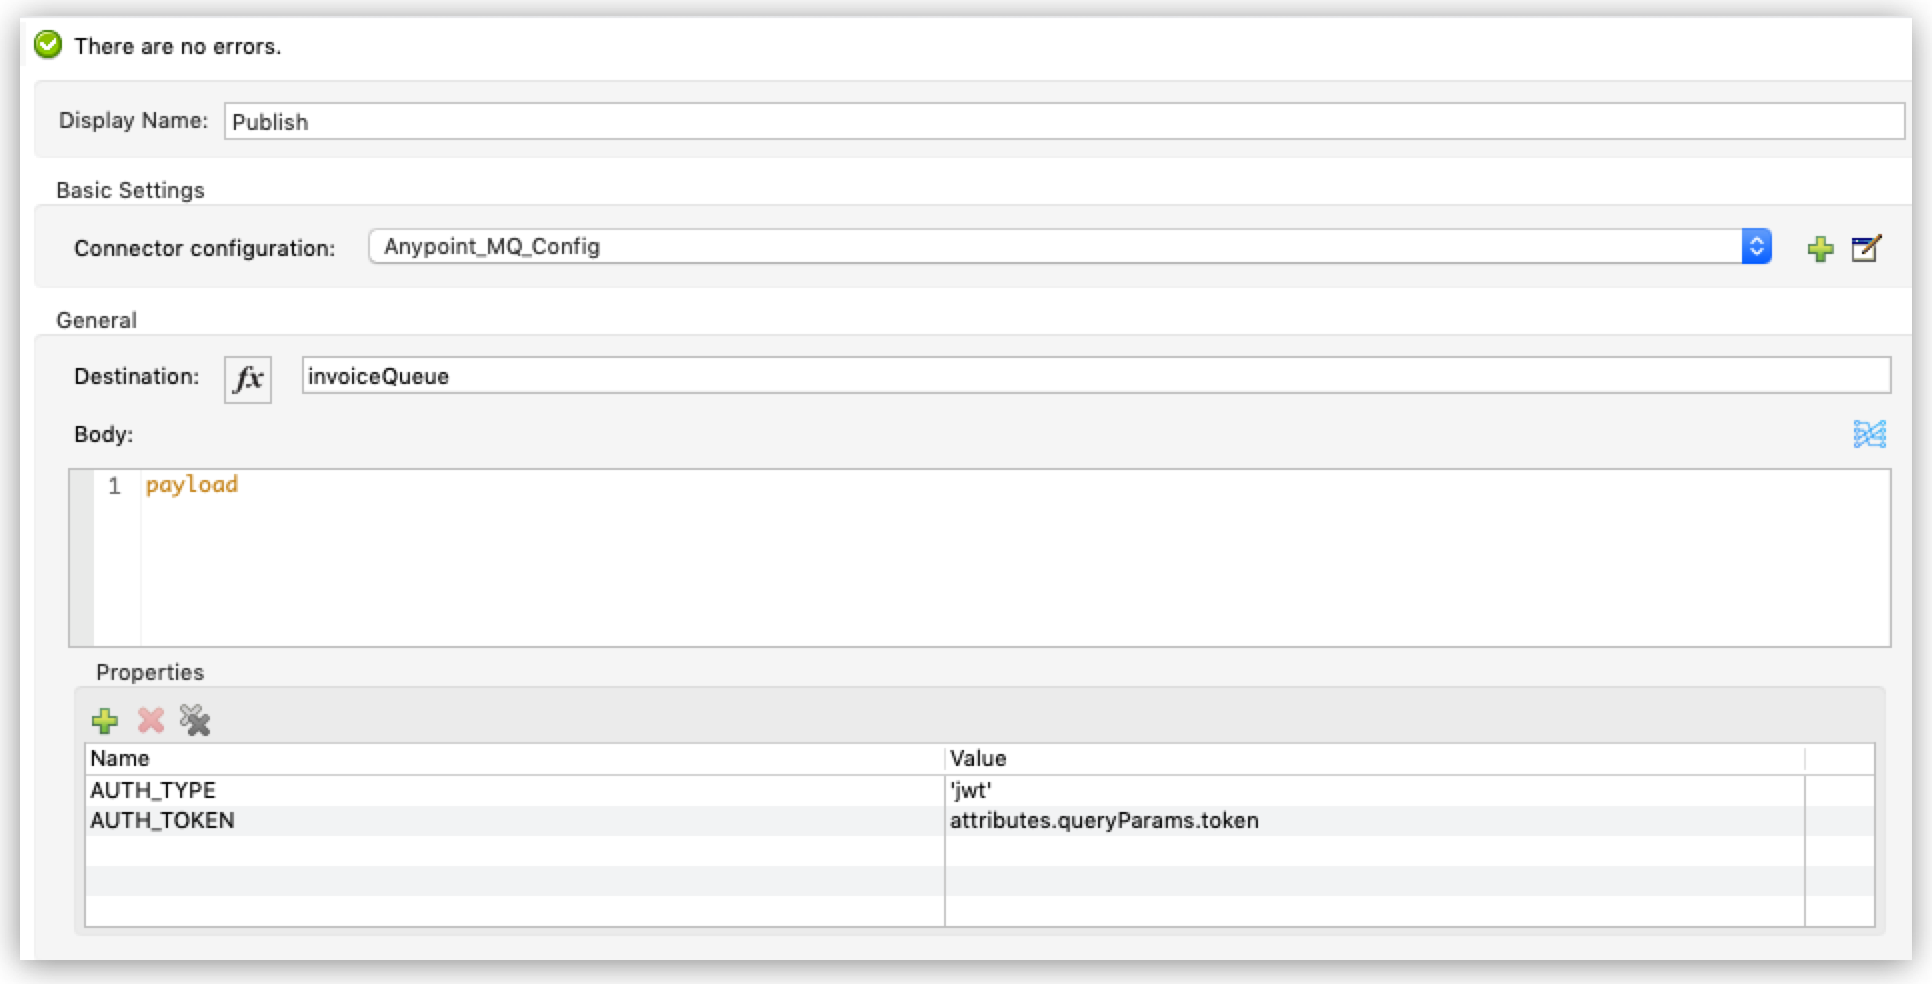 There are no errors.
Display Name: Publish
Basic Settings
Connector configuration: Anypoint_MQ_Config
General
Destination: fx invoiceQueue
Body:
1 payload
Properties
Name Value
AUTH_TYPE 'jwt'
AUTH_TOKEN attributes.queryParams.token